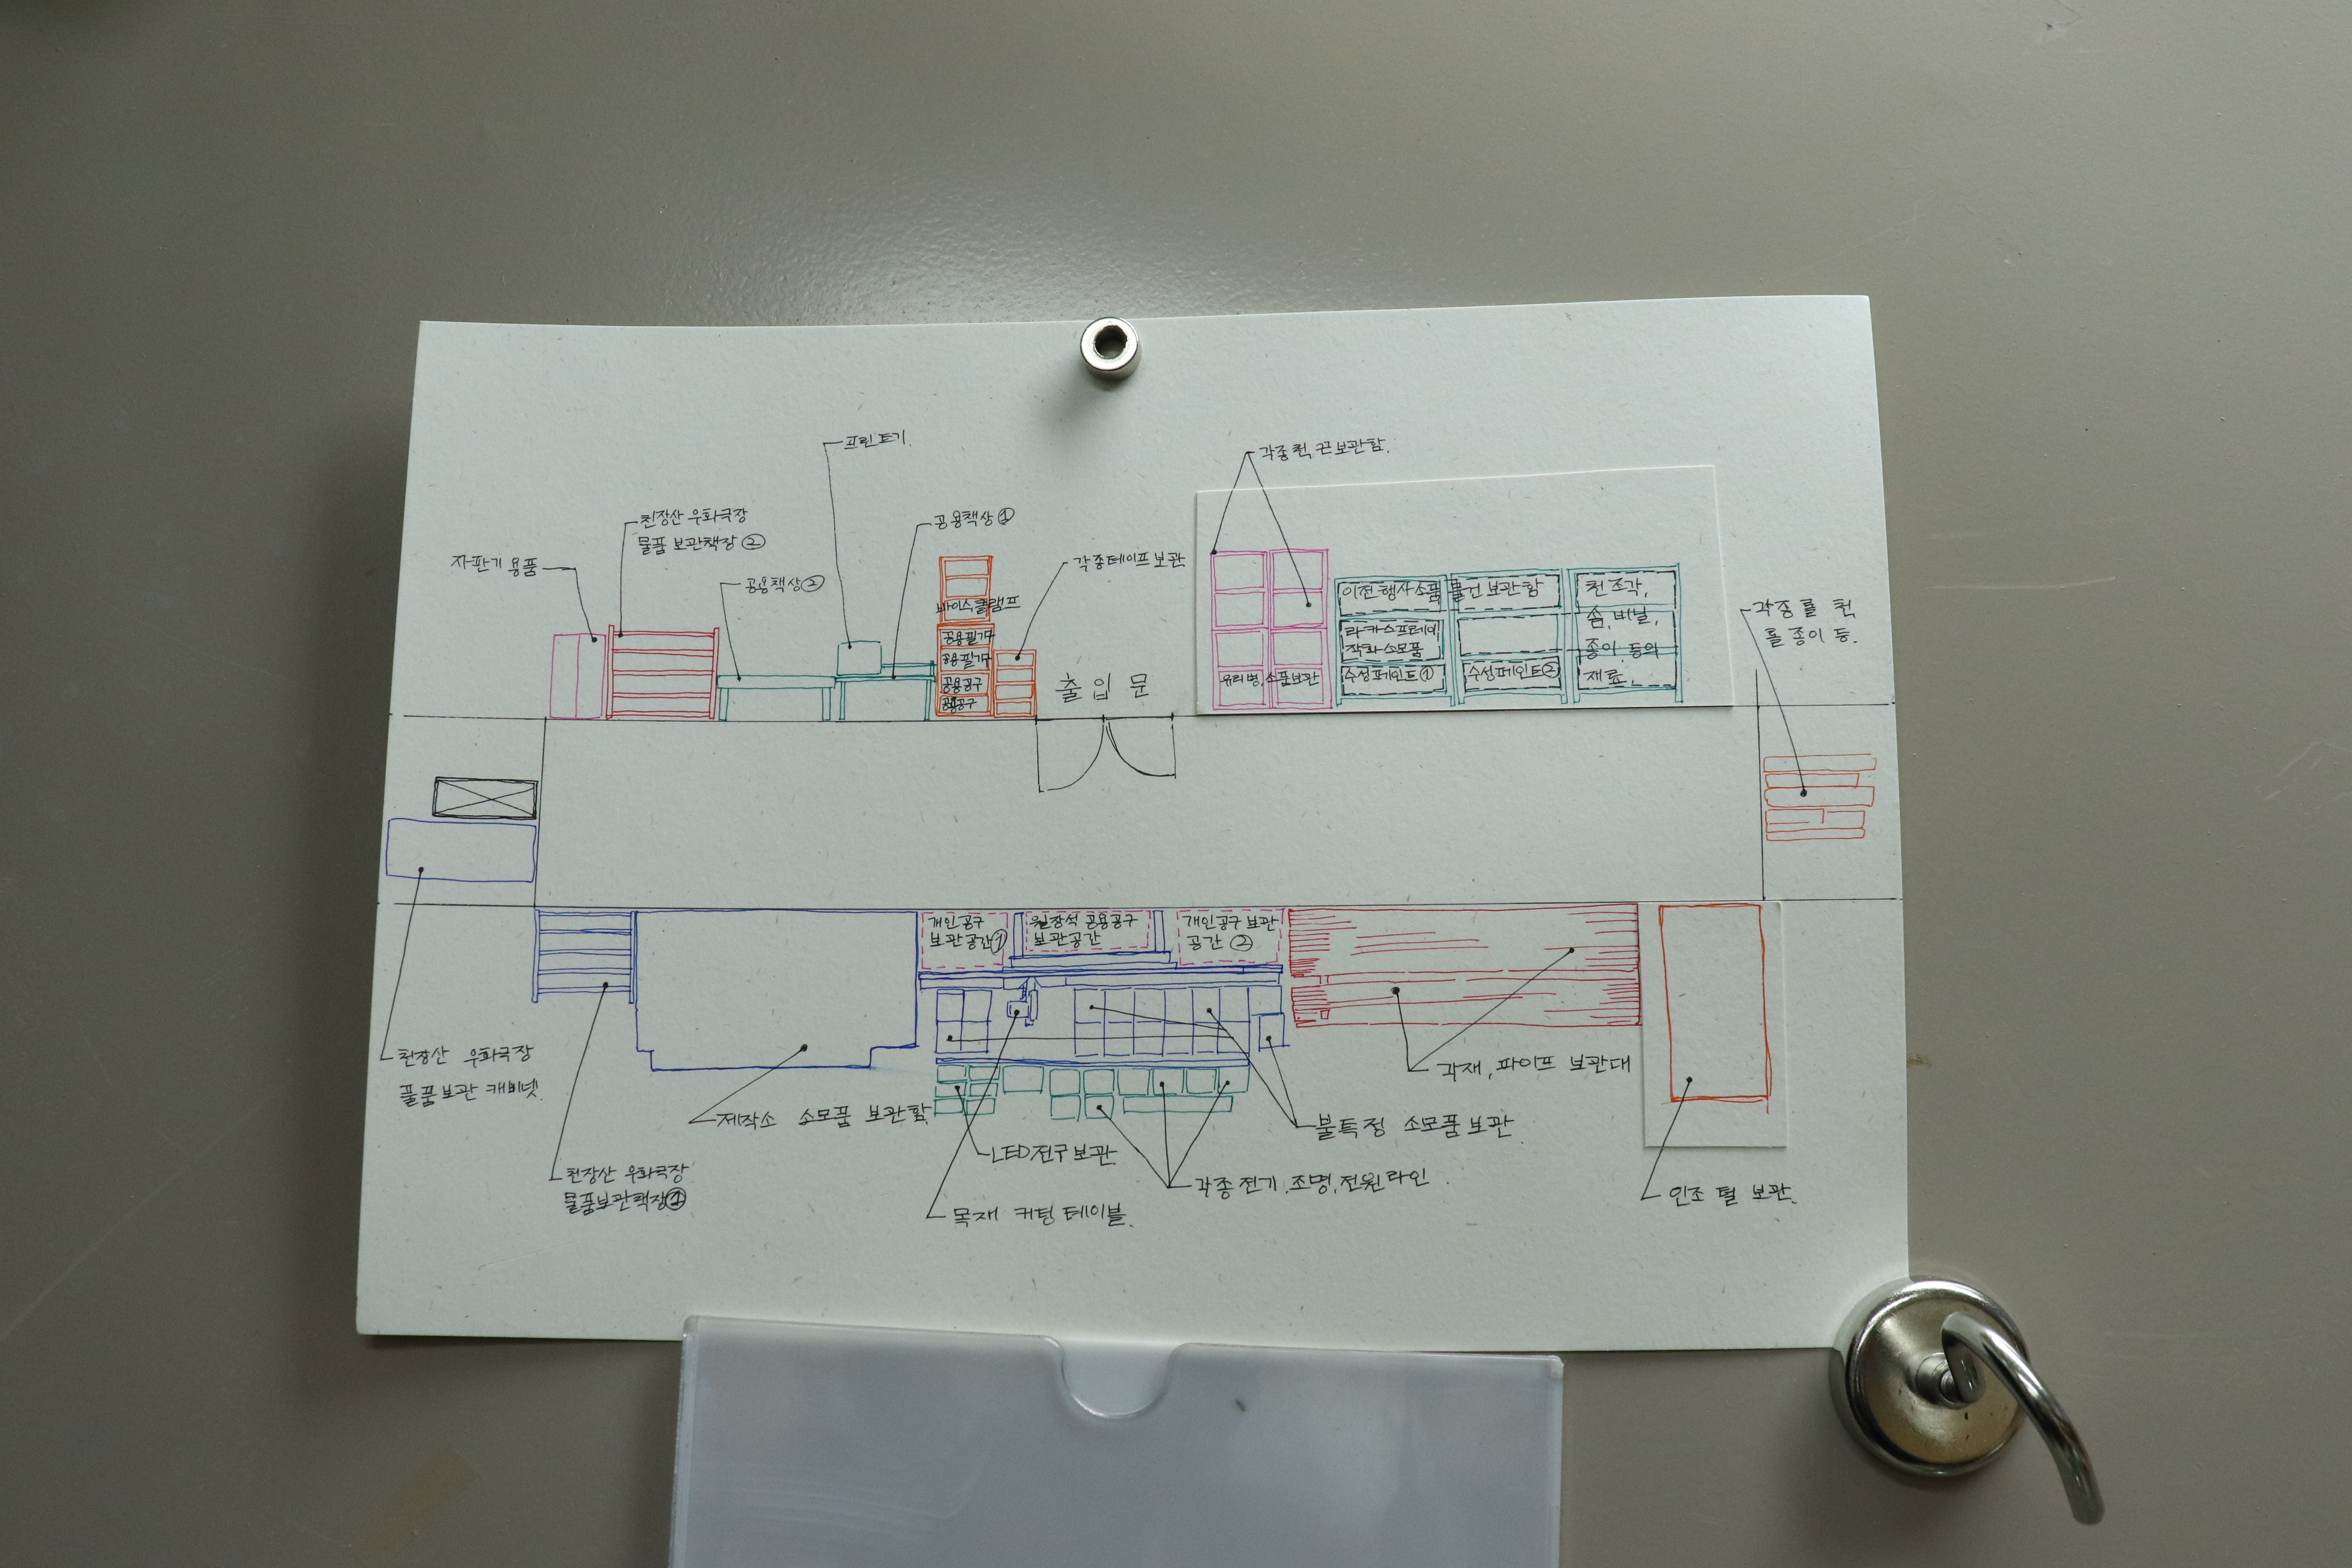 프린트기.
각종천, 끈보관함.
천장산 우화극장
물품 보관책장 ②
공용책상 ①
자판기 용품
공용책상 ②
각종테이프보관
바이스, 클램프
공용필기구
공용필기구
공용공구
공용공구
출입문
유리병, 소품보관
이전행사소품 물건 보관함
라카스프레이
작화소모품
수성페인트①
수성페인트②
천 조각,
솜, 비닐,
종이 등의
재료.
각종 롤 천
롤 종이 등.
개인공구
보관공간①
공용공구
보관공간
개인공구 보관
공간 ②
천장산 우화극장
물품보관 캐비넷.
천장산 우화극장
물품보관책장①
제작소 소모품 보관함
LED전구보관
목재 커팅 테이블.
각종 전기, 조명, 전원라인
불특정 소모품보관
각재, 파이프 보관대
인조 털 보관.